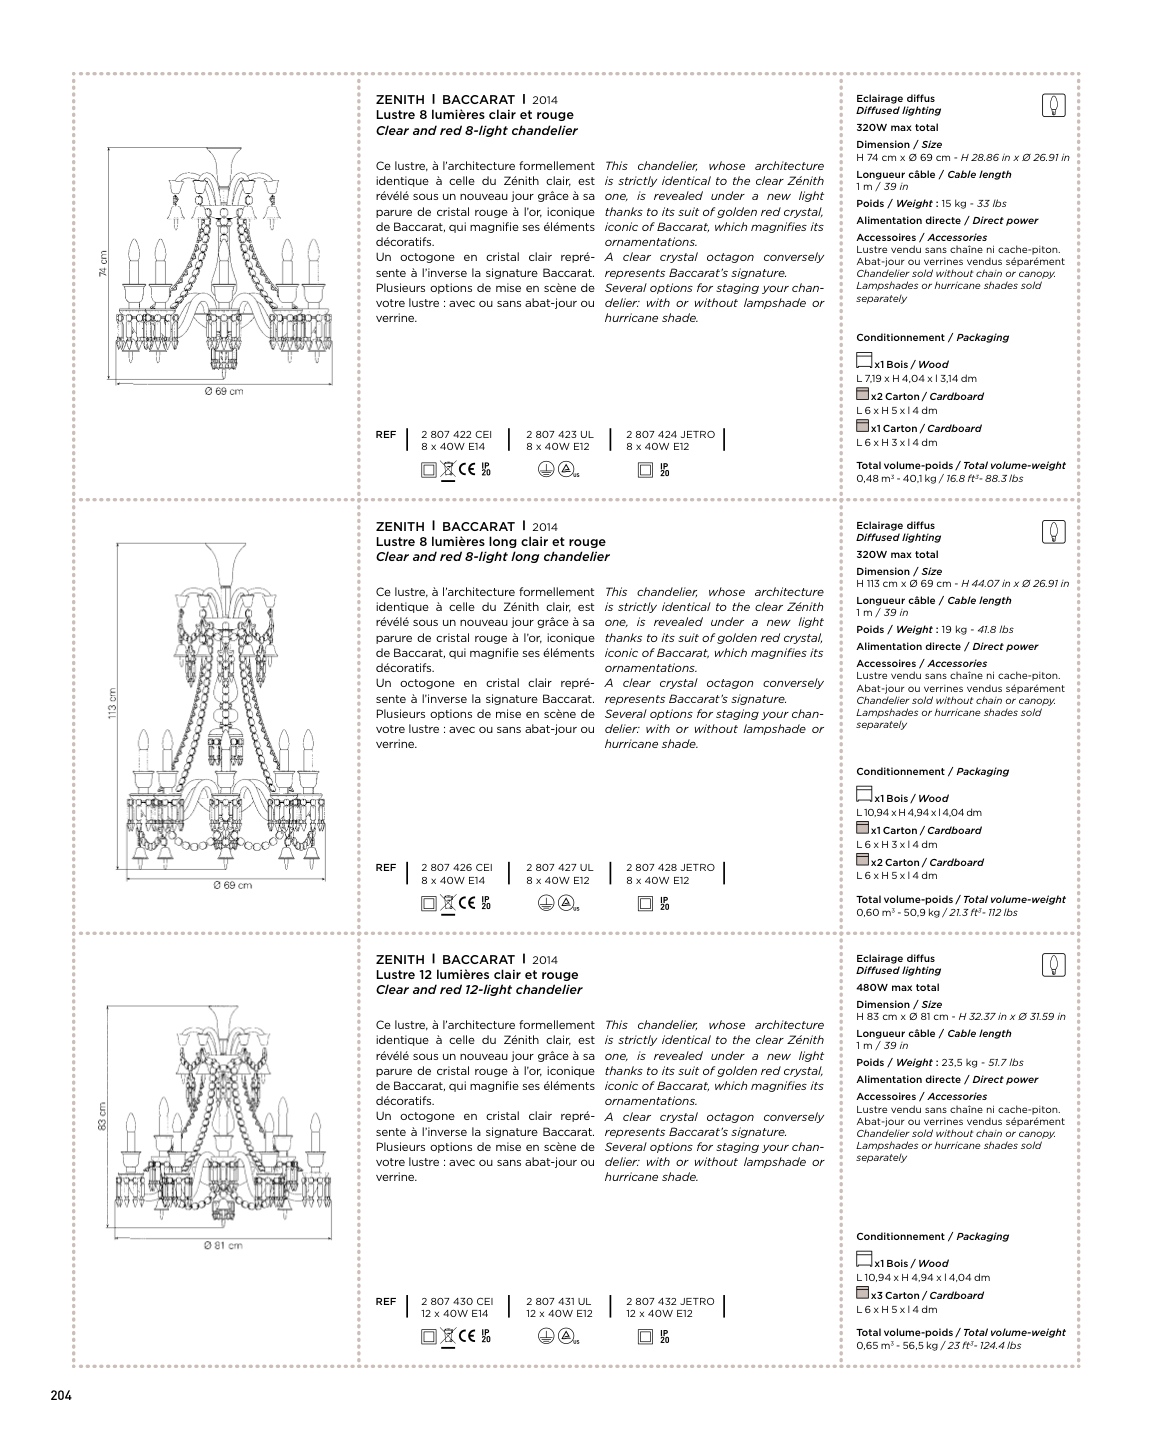 74 cm
Ø 69 cm
ZENITH I BACCARAT I 2014
Lustre 8 lumières clair et rouge
Clear and red 8-light chandelier
Ce lustre, à l'architecture formellement
identique à celle du Zénith clair, est
révélé sous un nouveau jour grâce à sa
parure de cristal rouge à l'or, iconique
de Baccarat, qui magnifie ses éléments
décoratifs.
Un octogone en cristal clair repré-
sente à l'inverse la signature Baccarat.
Plusieurs options de mise en scène de
votre lustre : avec ou sans abat-jour ou
verrine.
This chandelier, whose architecture
is strictly identical to the clear Zénith
one, is revealed under a new light
thanks to its suit of golden red crystal,
iconic of Baccarat, which magnifies its
ornamentations.
A clear crystal octagon conversely
represents Baccarat's signature.
Several options for staging your chan-
delier: with or without lampshade or
hurricane shade.
REF
2 807 422 CEI
8 x 40W E14
IP
20
2 807 423 UL
8 x 40W E12
US
2 807 424 JETRO
8 x 40W E12
IP
20
Eclairage diffus
Diffused lighting
320W max total
Dimension / Size
H 74 cm x Ø 69 cm - H 28.86 in x Ø 26.91 in
Longueur câble / Cable length
1 m / 39 in
Poids / Weight : 15 kg - 33 lbs
Alimentation directe / Direct power
Accessoires / Accessories
Lustre vendu sans chaîne ni cache-piton.
Abat-jour ou verrines vendus séparément
Chandelier sold without chain or canopy.
Lampshades or hurricane shades sold
separately
Conditionnement / Packaging
x1 Bois / Wood
L 7,19 x H 4,04 x l 3,14 dm
x2 Carton / Cardboard
L 6 x H 5 x l 4 dm
x1 Carton / Cardboard
L 6 x H 3 x l 4 dm
Total volume-poids / Total volume-weight
0,48 m³ - 40,1 kg / 16.8 ft³- 88.3 lbs
113 cm
Ø 69 cm
ZENITH I BACCARAT I 2014
Lustre 8 lumières long clair et rouge
Clear and red 8-light long chandelier
Ce lustre, à l'architecture formellement
identique à celle du Zénith clair, est
révélé sous un nouveau jour grâce à sa
parure de cristal rouge à l'or, iconique
de Baccarat, qui magnifie ses éléments
décoratifs.
Un octogone en cristal clair repré-
sente à l'inverse la signature Baccarat.
Plusieurs options de mise en scène de
votre lustre : avec ou sans abat-jour ou
verrine.
This chandelier, whose architecture
is strictly identical to the clear Zénith
one, is revealed under a new light
thanks to its suit of golden red crystal,
iconic of Baccarat, which magnifies its
ornamentations.
A clear crystal octagon conversely
represents Baccarat's signature.
Several options for staging your chan-
delier: with or without lampshade or
hurricane shade.
REF
2 807 426 CEI
8 x 40W E14
IP
20
2 807 427 UL
8 x 40W E12
US
2 807 428 JETRO
8 x 40W E12
IP
20
Eclairage diffus
Diffused lighting
320W max total
Dimension / Size
H 113 cm x Ø 69 cm - H 44.07 in x Ø 26.91 in
Longueur câble / Cable length
1 m / 39 in
Poids / Weight : 19 kg - 41.8 lbs
Alimentation directe / Direct power
Accessoires / Accessories
Lustre vendu sans chaîne ni cache-piton.
Abat-jour ou verrines vendus séparément
Chandelier sold without chain or canopy.
Lampshades or hurricane shades sold
separately
Conditionnement / Packaging
x1 Bois / Wood
L 10,94 x H 4,94 x l 4,04 dm
x1 Carton / Cardboard
L 6 x H 3 x l 4 dm
x2 Carton / Cardboard
L 6 x H 5 x l 4 dm
Total volume-poids / Total volume-weight
0,60 m³ - 50,9 kg / 21.3 ft³- 112 lbs
83 cm
Ø 81 cm
ZENITH I BACCARAT I 2014
Lustre 12 lumières clair et rouge
Clear and red 12-light chandelier
Ce lustre, à l'architecture formellement
identique à celle du Zénith clair, est
révélé sous un nouveau jour grâce à sa
parure de cristal rouge à l'or, iconique
de Baccarat, qui magnifie ses éléments
décoratifs.
Un octogone en cristal clair repré-
sente à l'inverse la signature Baccarat.
Plusieurs options de mise en scène de
votre lustre : avec ou sans abat-jour ou
verrine.
This chandelier, whose architecture
is strictly identical to the clear Zénith
one, is revealed under a new light
thanks to its suit of golden red crystal,
iconic of Baccarat, which magnifies its
ornamentations.
A clear crystal octagon conversely
represents Baccarat's signature.
Several options for staging your chan-
delier: with or without lampshade or
hurricane shade.
REF
2 807 430 CEI
12 x 40W E14
IP
20
2 807 431 UL
12 x 40W E12
US
2 807 432 JETRO
12 x 40W E12
IP
20
Eclairage diffus
Diffused lighting
480W max total
Dimension / Size
H 83 cm x Ø 81 cm - H 32.37 in x Ø 31.59 in
Longueur câble / Cable length
1 m / 39 in
Poids / Weight : 23,5 kg - 51.7 lbs
Alimentation directe / Direct power
Accessoires / Accessories
Lustre vendu sans chaîne ni cache-piton.
Abat-jour ou verrines vendus séparément
Chandelier sold without chain or canopy.
Lampshades or hurricane shades sold
separately
Conditionnement / Packaging
x1 Bois / Wood
L 10,94 x H 4,94 x l 4,04 dm
x3 Carton / Cardboard
L 6 x H 5 x l 4 dm
Total volume-poids / Total volume-weight
0,65 m³ - 56,5 kg / 23 ft³- 124.4 lbs
204